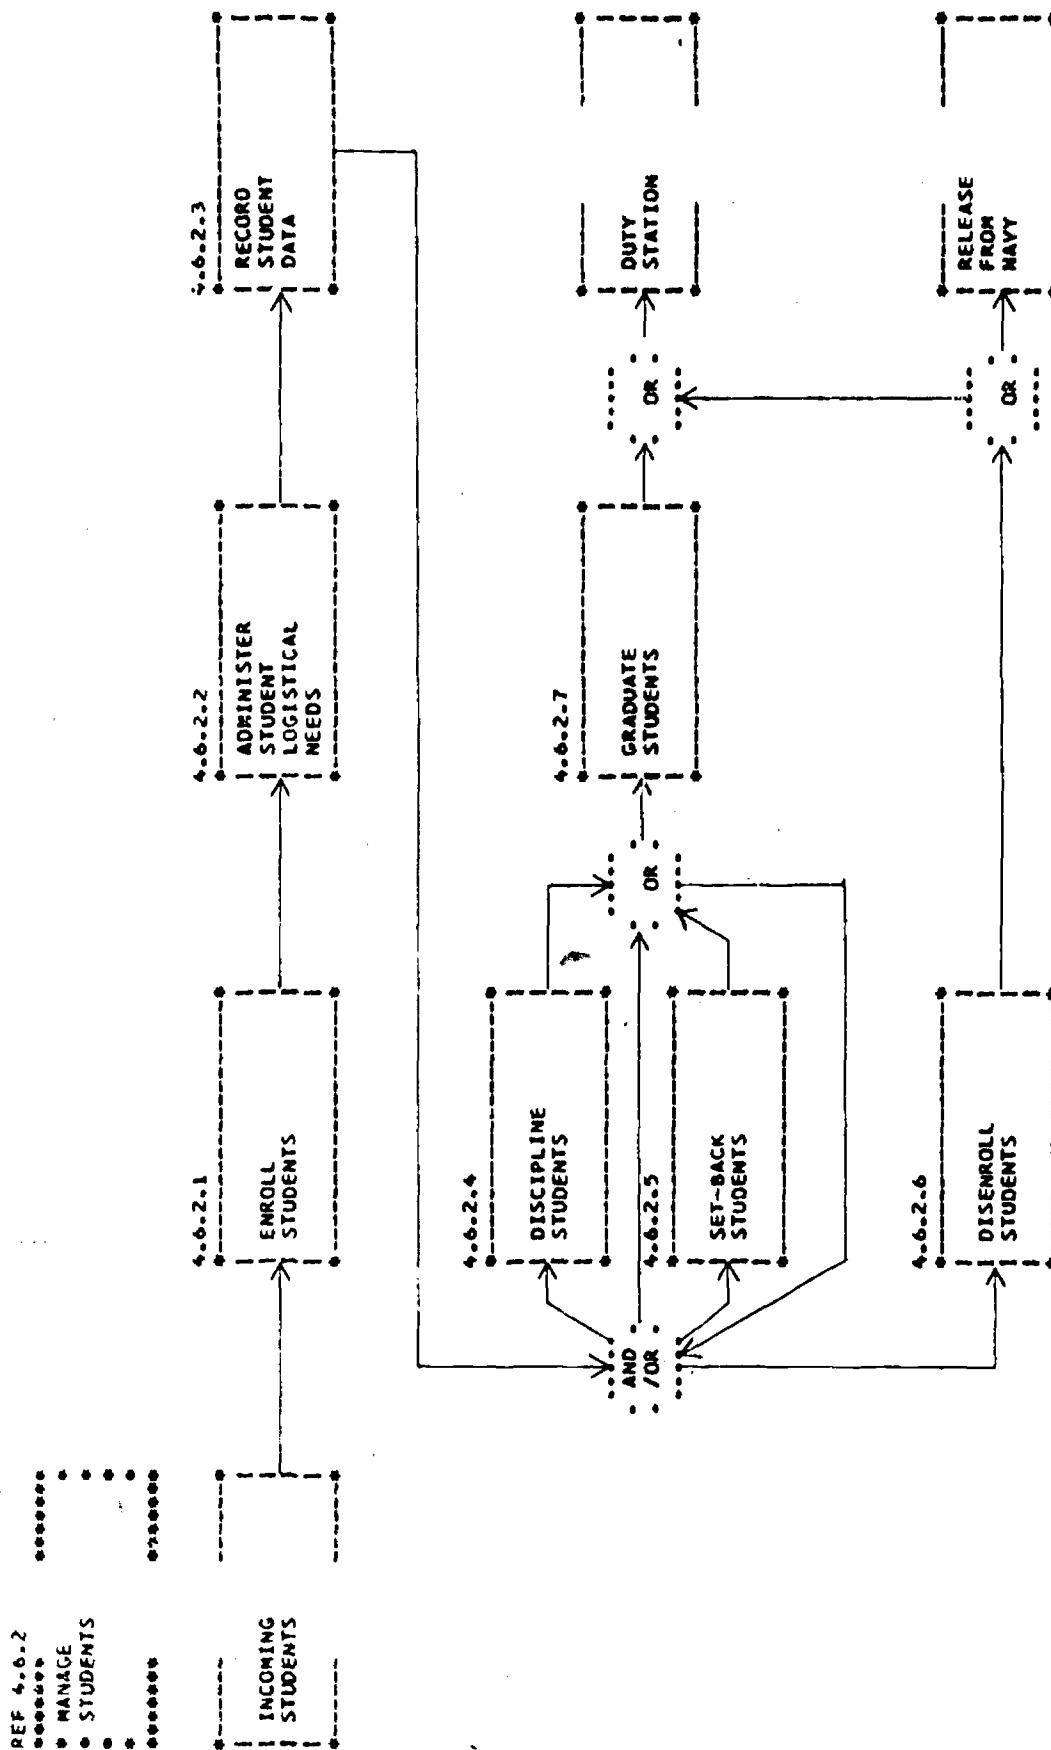 REF 4.6.2
MANAGE
STUDENTS
INCOMING
STUDENTS
4.6.2.1
ENROLL
STUDENTS
4.6.2.2
ADMINISTER
STUDENT
LOGISTICAL
NEEDS
4.6.2.3
RECORD
STUDENT
DATA
AND
/OR
4.6.2.4
DISCIPLINE
STUDENTS
4.6.2.5
SET-BACK
STUDENTS
OR
4.6.2.7
GRADUATE
STUDENTS
OR
DUTY
STATION
4.6.2.6
DISENROLL
STUDENTS
OR
RELEASE
FROM
NAVY